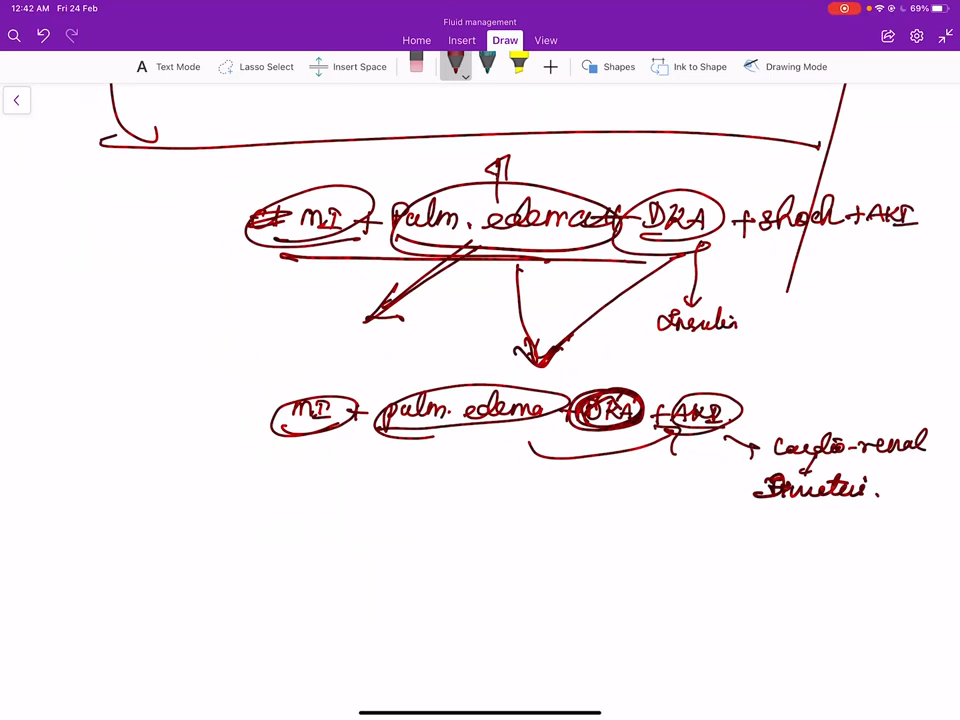 12:42 AM Fri 24 Feb
69%
Fluid management
Home Insert Draw View
Text Mode Lasso Select Insert Space Shapes Ink to Shape Drawing Mode
MI + Pulm. edema + DKA + Shock + AKI
Insulin
MI + pulm. edema + DKA + AKI
Cardio-renal